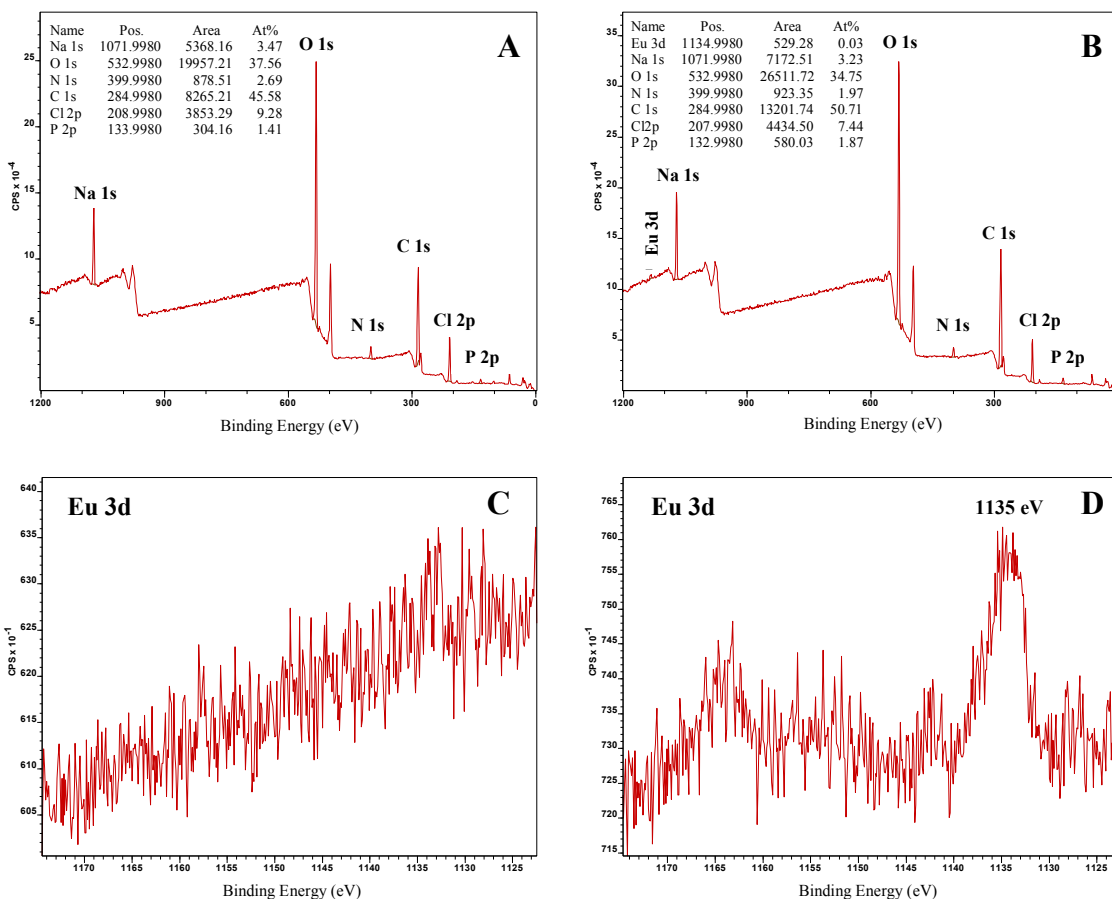 A
Name Pos. Area At%
Na 1s 1071.9980 5368.16 3.47
O 1s 532.9980 19957.21 37.56
N 1s 399.9980 878.51 2.69
C 1s 284.9980 8265.21 45.58
Cl 2p 208.9980 3853.29 9.28
P 2p 133.9980 304.16 1.41
O 1s
Na 1s
C 1s
N 1s
Cl 2p
P 2p
CPS x 10⁻⁴
25
20
15
10
5
1200
900
600
300
0
Binding Energy (eV)
B
Name Pos. Area At%
Eu 3d 1134.9980 529.28 0.03
Na 1s 1071.9980 7172.51 3.23
O 1s 532.9980 26511.72 34.75
N 1s 399.9980 923.35 1.97
C 1s 284.9980 13201.74 50.71
Cl2p 207.9980 4434.50 7.44
P 2p 132.9980 580.03 1.87
O 1s
Na 1s
Eu 3d
C 1s
N 1s
Cl 2p
P 2p
CPS x 10⁻⁴
35
30
25
20
15
10
5
1200
900
600
300
Binding Energy (eV)
Eu 3d
C
CPS x 10⁻¹
640
635
630
625
620
615
610
605
1170
1165
1160
1155
1150
1145
1140
1135
1130
1125
Binding Energy (eV)
Eu 3d
1135 eV
D
CPS x 10⁻¹
765
760
755
750
745
740
735
730
725
720
715
1170
1165
1160
1155
1150
1145
1140
1135
1130
1125
Binding Energy (eV)